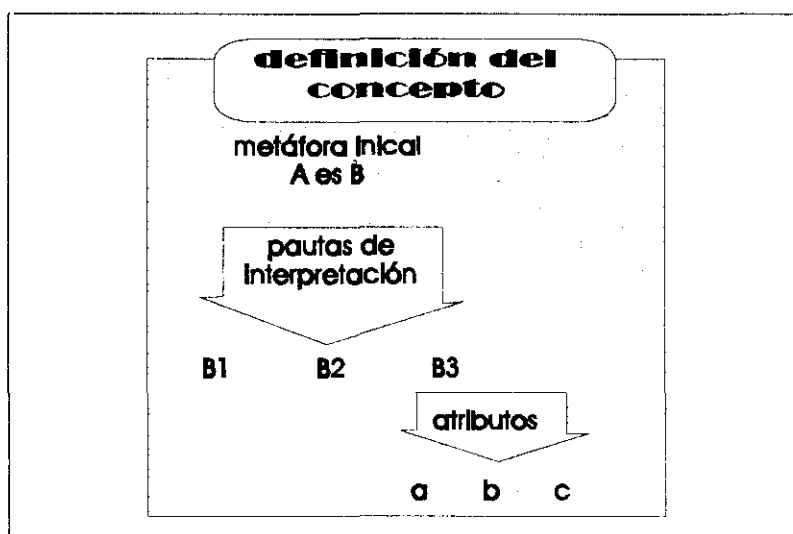 definición del
concepto
metáfora inical
A es B
pautas de
interpretación
B1 B2 B3
atributos
a b c